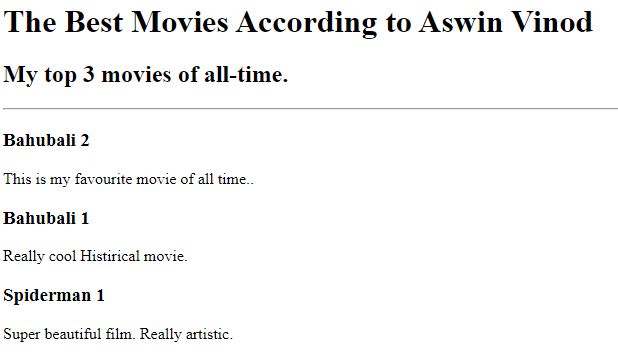 The Best Movies According to Aswin Vinod
My top 3 movies of all-time.
Bahubali 2
This is my favourite movie of all time..
Bahubali 1
Really cool Histirical movie.
Spiderman 1
Super beautiful film. Really artistic.